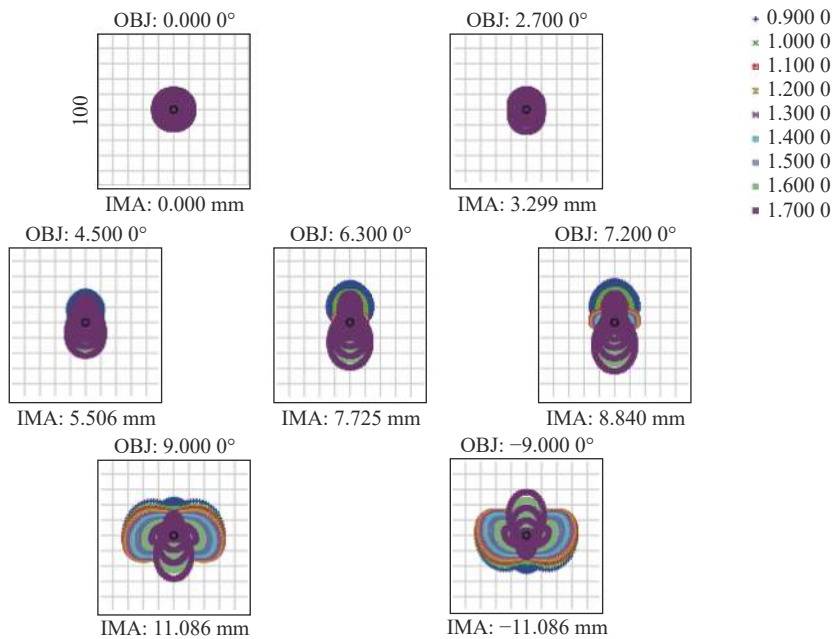 OBJ: 0.000 0°
OBJ: 2.700 0°
100
IMA: 0.000 mm
IMA: 3.299 mm
0.900 0
1.000 0
1.100 0
1.200 0
1.300 0
1.400 0
1.500 0
1.600 0
1.700 0
OBJ: 4.500 0°
OBJ: 6.300 0°
OBJ: 7.200 0°
IMA: 5.506 mm
IMA: 7.725 mm
IMA: 8.840 mm
OBJ: 9.000 0°
OBJ: −9.000 0°
IMA: 11.086 mm
IMA: −11.086 mm